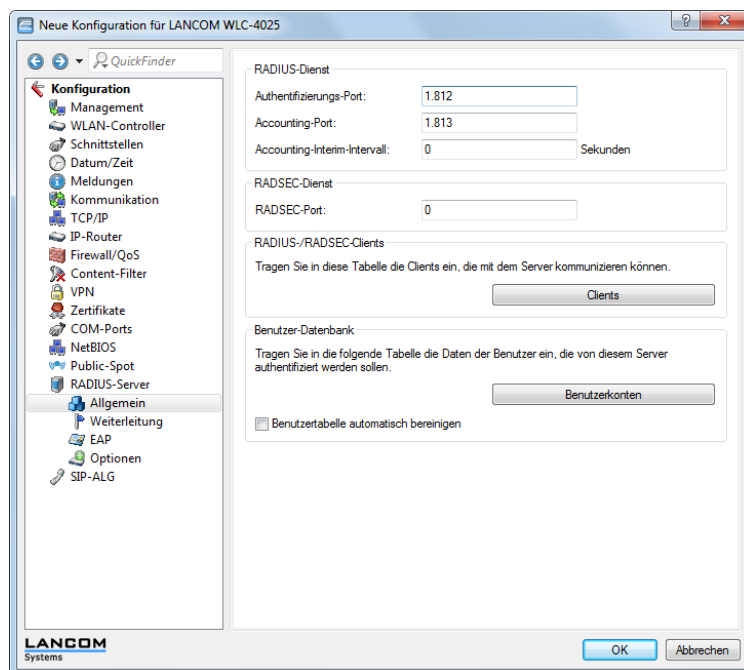 Neue Konfiguration für LANCOM WLC-4025
QuickFinder
Konfiguration
Management
WLAN-Controller
Schnittstellen
Datum/Zeit
Meldungen
Kommunikation
TCP/IP
IP-Router
Firewall/QoS
Content-Filter
VPN
Zertifikate
COM-Ports
NetBIOS
Public-Spot
RADIUS-Server
Allgemein
Weiterleitung
EAP
Optionen
SIP-ALG
RADIUS-Dienst
Authentifizierungs-Port: 1.812
Accounting-Port: 1.813
Accounting-Interim-Intervall: 0 Sekunden
RADSEC-Dienst
RADSEC-Port: 0
RADIUS-/RADSEC-Clients
Tragen Sie in diese Tabelle die Clients ein, die mit dem Server kommunizieren können.
Clients
Benutzer-Datenbank
Tragen Sie in die folgende Tabelle die Daten der Benutzer ein, die von diesem Server
authentifiziert werden sollen.
Benutzerkonten
Benutzertabelle automatisch bereinigen
LANCOM
Systems
OK Abbrechen